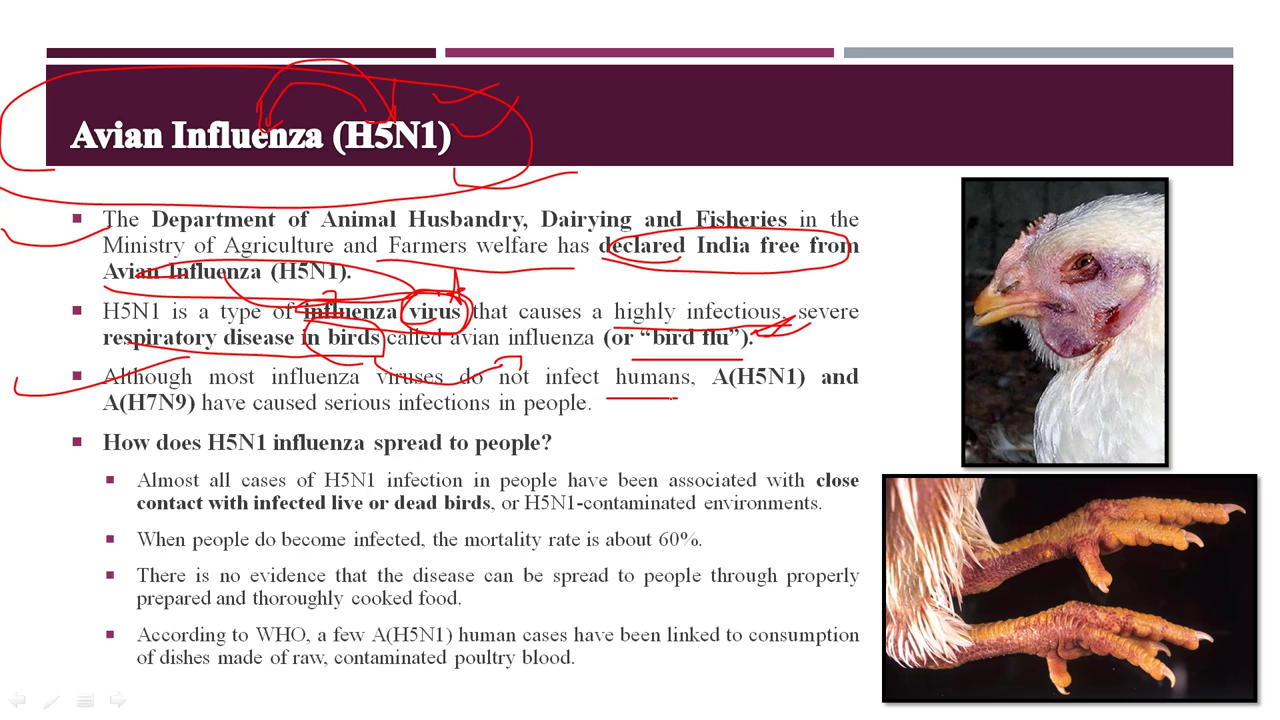 Avian Influenza (H5N1)
The Department of Animal Husbandry, Dairying and Fisheries in the
Ministry of Agriculture and Farmers welfare has declared India free from
Avian Influenza (H5N1).
H5N1 is a type of influenza virus that causes a highly infectious, severe
respiratory disease in birds called avian influenza (or “bird flu”).
Although most influenza viruses do not infect humans, A(H5N1) and
A(H7N9) have caused serious infections in people.
How does H5N1 influenza spread to people?
Almost all cases of H5N1 infection in people have been associated with close
contact with infected live or dead birds, or H5N1-contaminated environments.
When people do become infected, the mortality rate is about 60%.
There is no evidence that the disease can be spread to people through properly
prepared and thoroughly cooked food.
According to WHO, a few A(H5N1) human cases have been linked to consumption
of dishes made of raw, contaminated poultry blood.